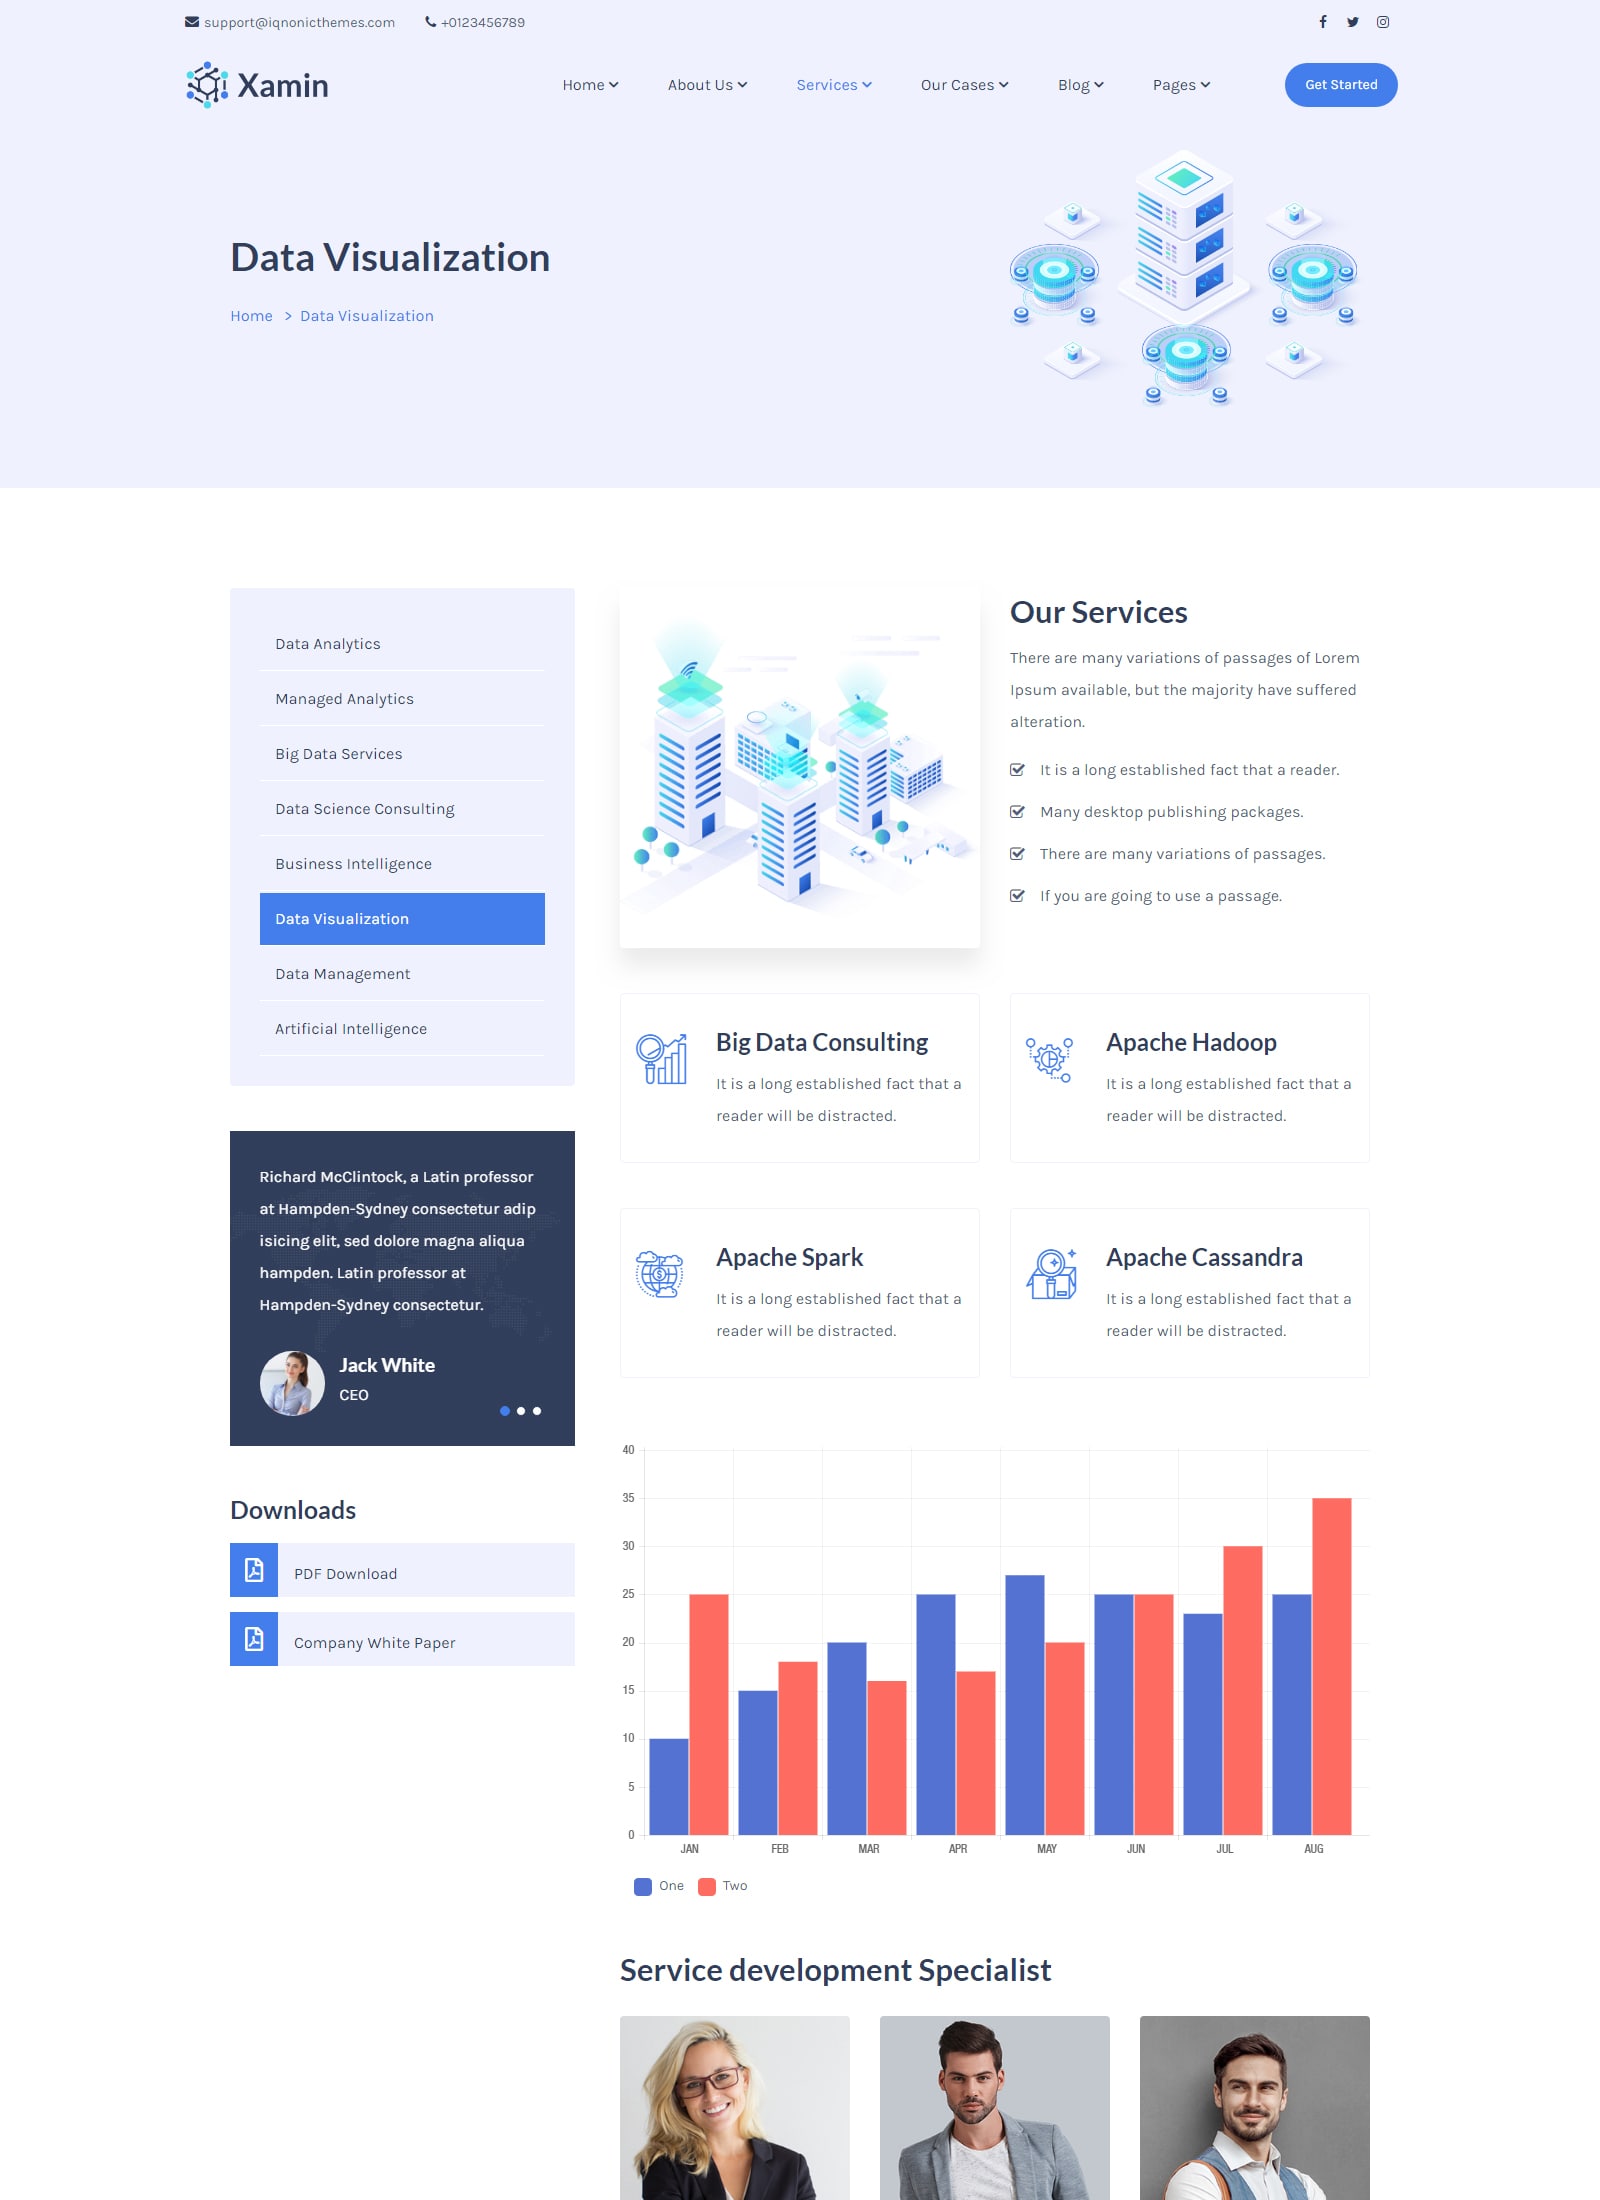 support@iqnonicthemes.com +0123456789
Xamin
Home About Us Services Our Cases Blog Pages Get Started
Data Visualization
Home > Data Visualization
Data Analytics
Managed Analytics
Big Data Services
Data Science Consulting
Business Intelligence
Data Visualization
Data Management
Artificial Intelligence
Richard McClintock, a Latin professor
at Hampden-Sydney consectetur adip
isicing elit, sed dolore magna aliqua
hampden. Latin professor at
Hampden-Sydney consectetur.
Jack White
CEO
Downloads
PDF Download
Company White Paper
Our Services
There are many variations of passages of Lorem
Ipsum available, but the majority have suffered
alteration.
It is a long established fact that a reader.
Many desktop publishing packages.
There are many variations of passages.
If you are going to use a passage.
Big Data Consulting
It is a long established fact that a
reader will be distracted.
Apache Hadoop
It is a long established fact that a
reader will be distracted.
Apache Spark
It is a long established fact that a
reader will be distracted.
Apache Cassandra
It is a long established fact that a
reader will be distracted.
40
35
30
25
20
15
10
5
0
JAN FEB MAR APR MAY JUN JUL AUG
One Two
Service development Specialist